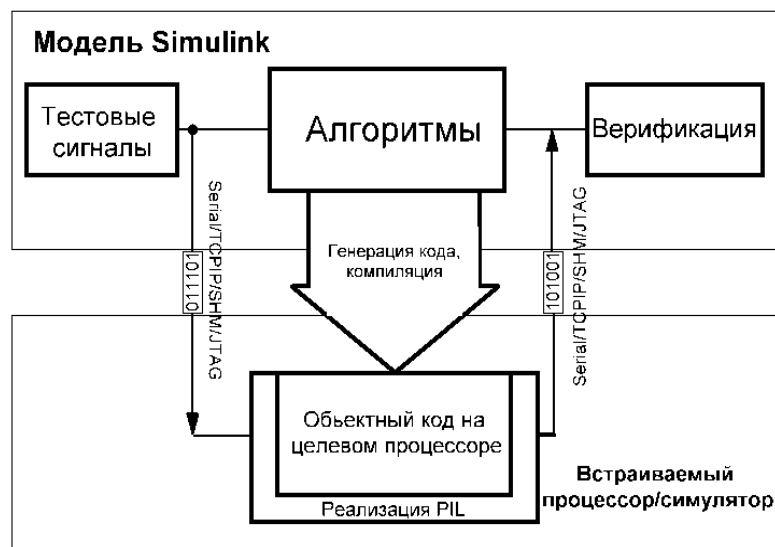 Модель Simulink
Тестовые
сигналы
Алгоритмы
Верификация
Serial/TCPIP/SHM/JTAG
011101
Генерация кода,
компиляция
101001
Serial/TCPIP/SHM/JTAG
Обьектный код на
целевом процессоре
Реализация PIL
Встраиваемый
процессор/симулятор